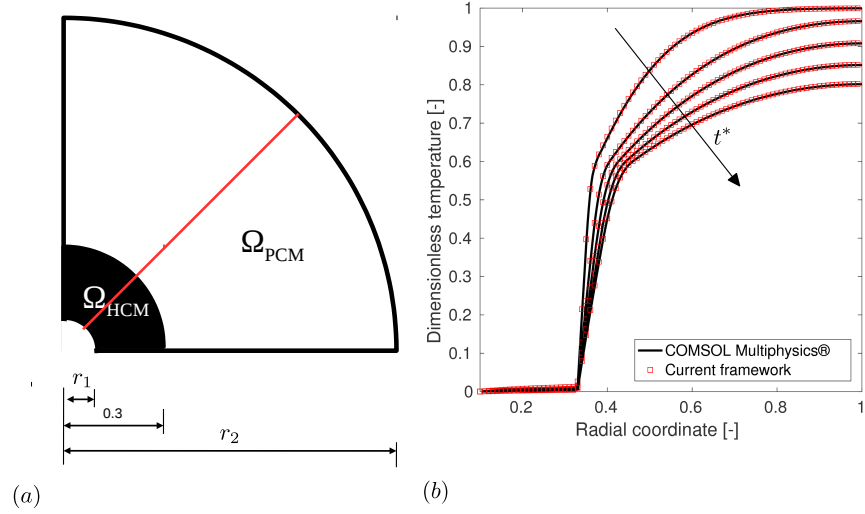 Ω_PCM
Ω_HCM
r₁
0.3
r₂
(a)
1
0.9
0.8
0.7
0.6
0.5
0.4
0.3
0.2
0.1
0
Dimensionless temperature [-]
t*
COMSOL Multiphysics®
Current framework
0.2
0.4
0.6
0.8
1
Radial coordinate [-]
(b)